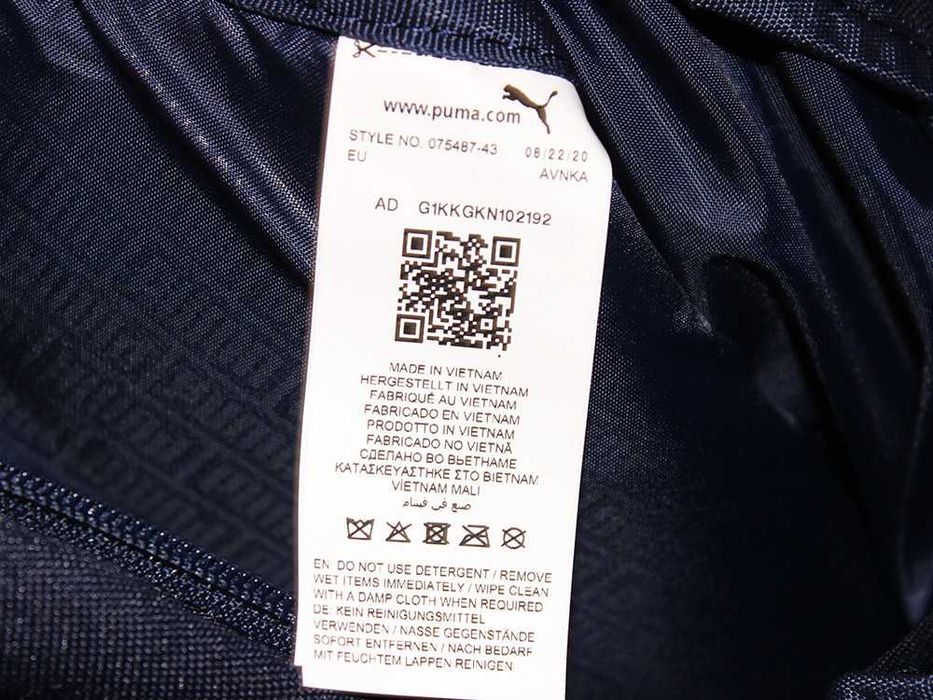 www.puma.com
STYLE NO. 075487-43 08/22/20
EU AVNKA
AD G1KKGKN102192
MADE IN VIETNAM
HERGESTELLT IN VIETNAM
FABRIQUÉ AU VIETNAM
FABRICADO EN VIETNAM
PRODOTTO IN VIETNAM
FABRICADO NO VIETNÃ
СДЕЛАНО ВО ВЬЕТНАМЕ
ΚΑΤΑΣΚΕΥΑΣΤΗΚΕ ΣΤΟ ΒΙΕΤΝΑΜ
VİETNAM MALI
صنع في فيتنام
EN: DO NOT USE DETERGENT / REMOVE
WET ITEMS IMMEDIATELY / WIPE CLEAN
WITH A DAMP CLOTH WHEN REQUIRED
DE: KEIN REINIGUNGSMITTEL
VERWENDEN / NASSE GEGENSTÄNDE
SOFORT ENTFERNEN / NACH BEDARF
MIT FEUCHTEM LAPPEN REINIGEN